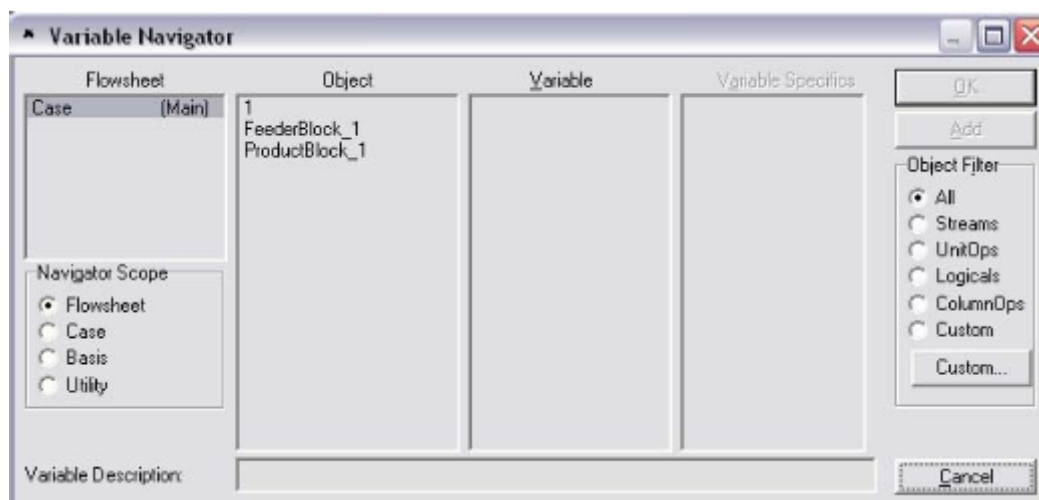 Variable Navigator
Flowsheet
Object
Variable
Variable Specifics
OK
Case (Main)
1
FeederBlock_1
ProductBlock_1
Add
Object Filter
All
Streams
UnitOps
Logicals
ColumnOps
Custom
Custom...
Navigator Scope
Flowsheet
Case
Basis
Utility
Variable Description:
Cancel